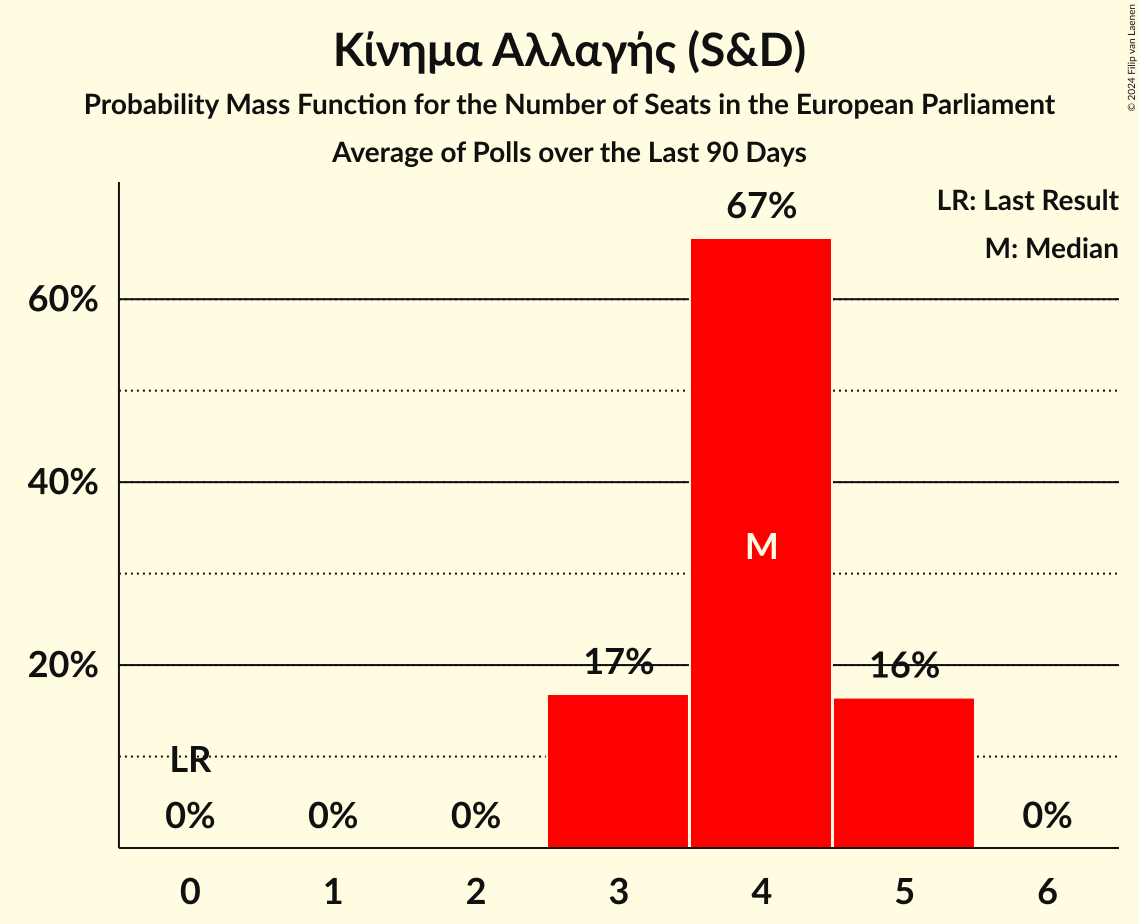 Κίνημα Αλλαγής (S&D)
Probability Mass Function for the Number of Seats in the European Parliament
Average of Polls over the Last 90 Days
© 2024 Filip van Laenen
LR: Last Result
M: Median
67%
60%
40%
M
20%
17%
16%
LR
0%
0%
0%
0%
0 1 2 3 4 5 6